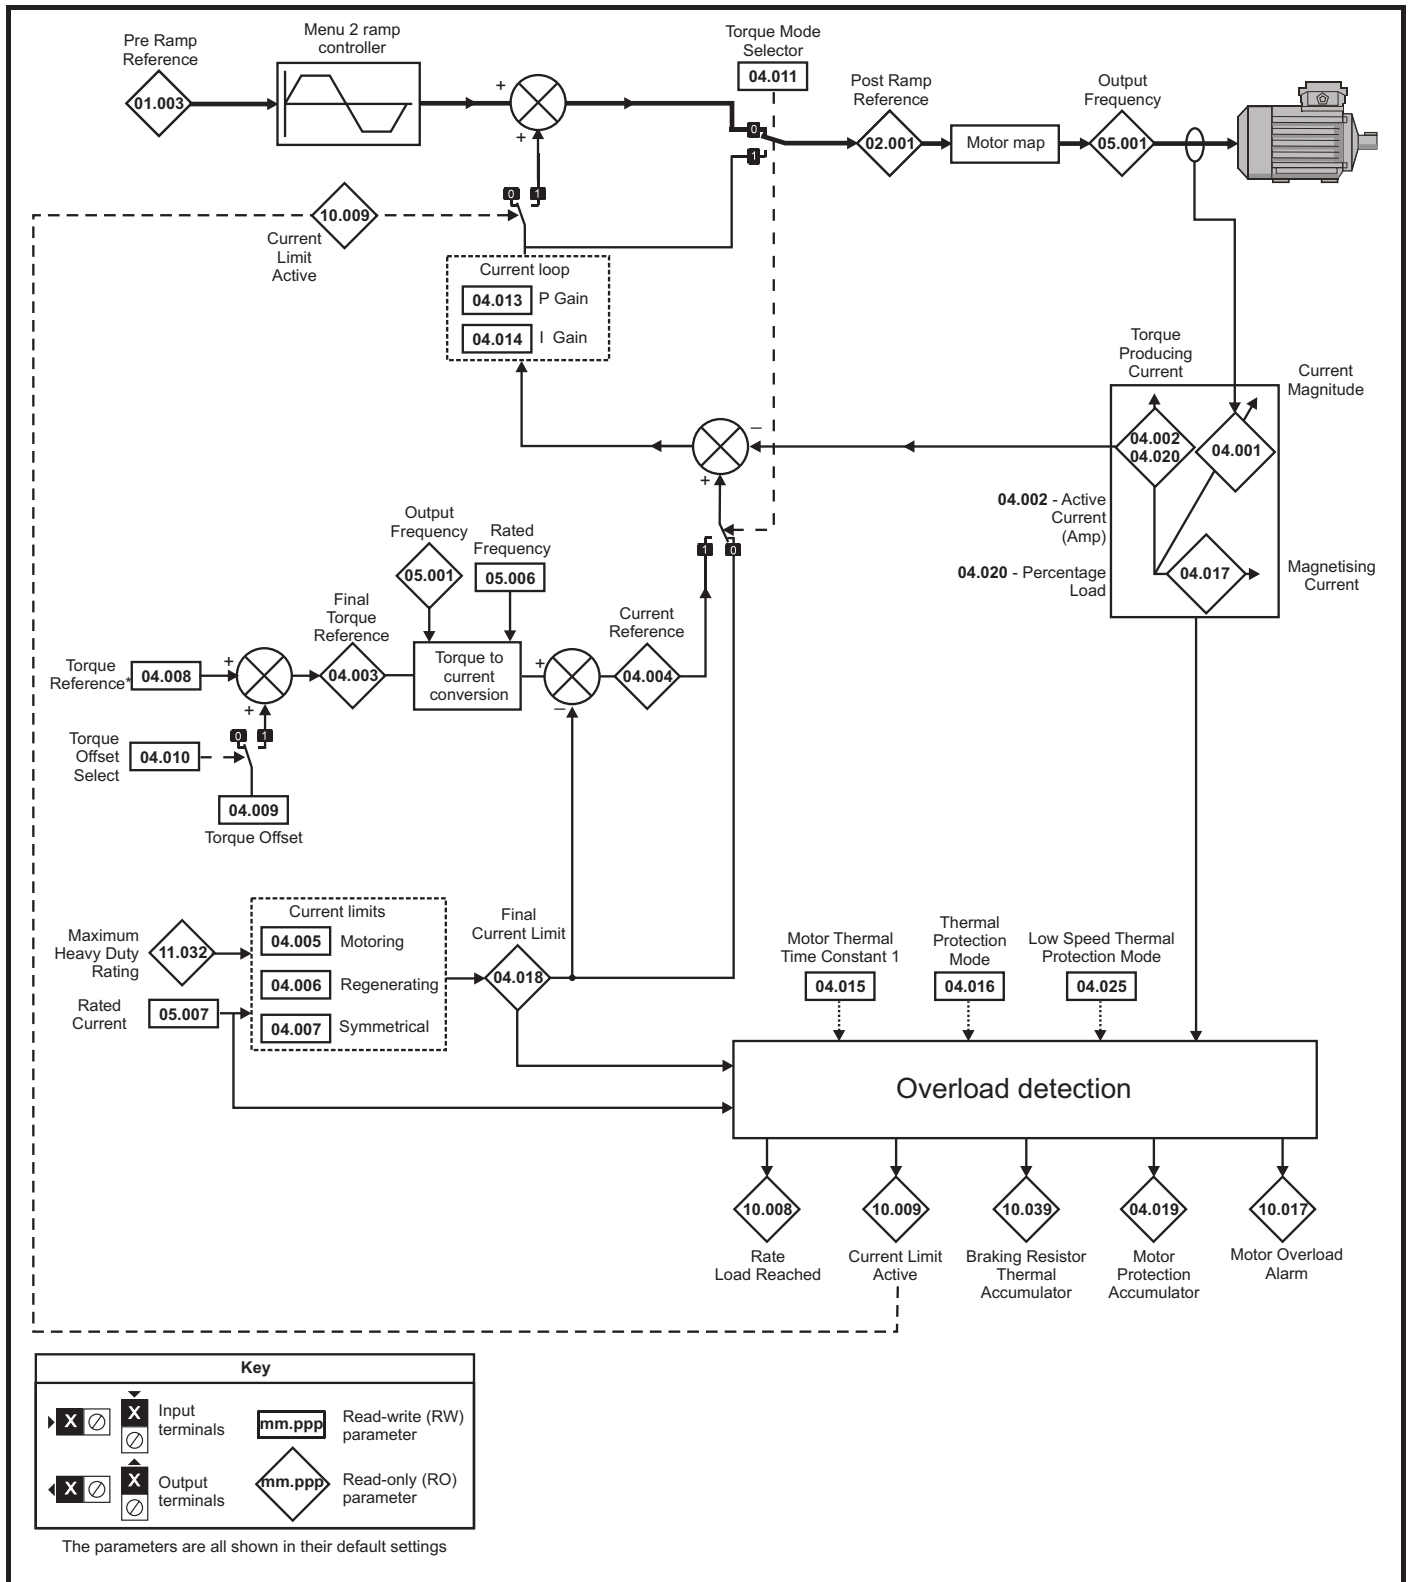 Pre Ramp
Reference
01.003
Menu 2 ramp
controller
+
+
Torque Mode
Selector
04.011
0
1
Post Ramp
Reference
02.001
Motor map
Output
Frequency
05.001
0
1
10.009
Current
Limit
Active
Current loop
04.013 P Gain
04.014 I Gain
Torque
Producing
Current
Current
Magnitude
04.002
04.020
04.001
04.017
Magnetising
Current
04.002 - Active
Current
(Amp)
04.020 - Percentage
Load
–
+
1
0
Output
Frequency
05.001
Rated
Frequency
05.006
Final
Torque
Reference
04.003
Torque to
current
conversion
Current
Reference
04.004
+
–
Torque
Reference*
04.008
+
+
0
1
Torque
Offset
Select
04.010
04.009
Torque Offset
Maximum
Heavy Duty
Rating
11.032
Rated
Current
05.007
Current limits
04.005 Motoring
04.006 Regenerating
04.007 Symmetrical
Final
Current Limit
04.018
Motor Thermal
Time Constant 1
04.015
Thermal
Protection
Mode
04.016
Low Speed Thermal
Protection Mode
04.025
Overload detection
10.008
Rate
Load Reached
10.009
Current Limit
Active
10.039
Braking Resistor
Thermal
Accumulator
04.019
Motor
Protection
Accumulator
10.017
Motor Overload
Alarm
Key
X
X
Input
terminals
mm.ppp
Read-write (RW)
parameter
X
X
Output
terminals
mm.ppp
Read-only (RO)
parameter
The parameters are all shown in their default settings